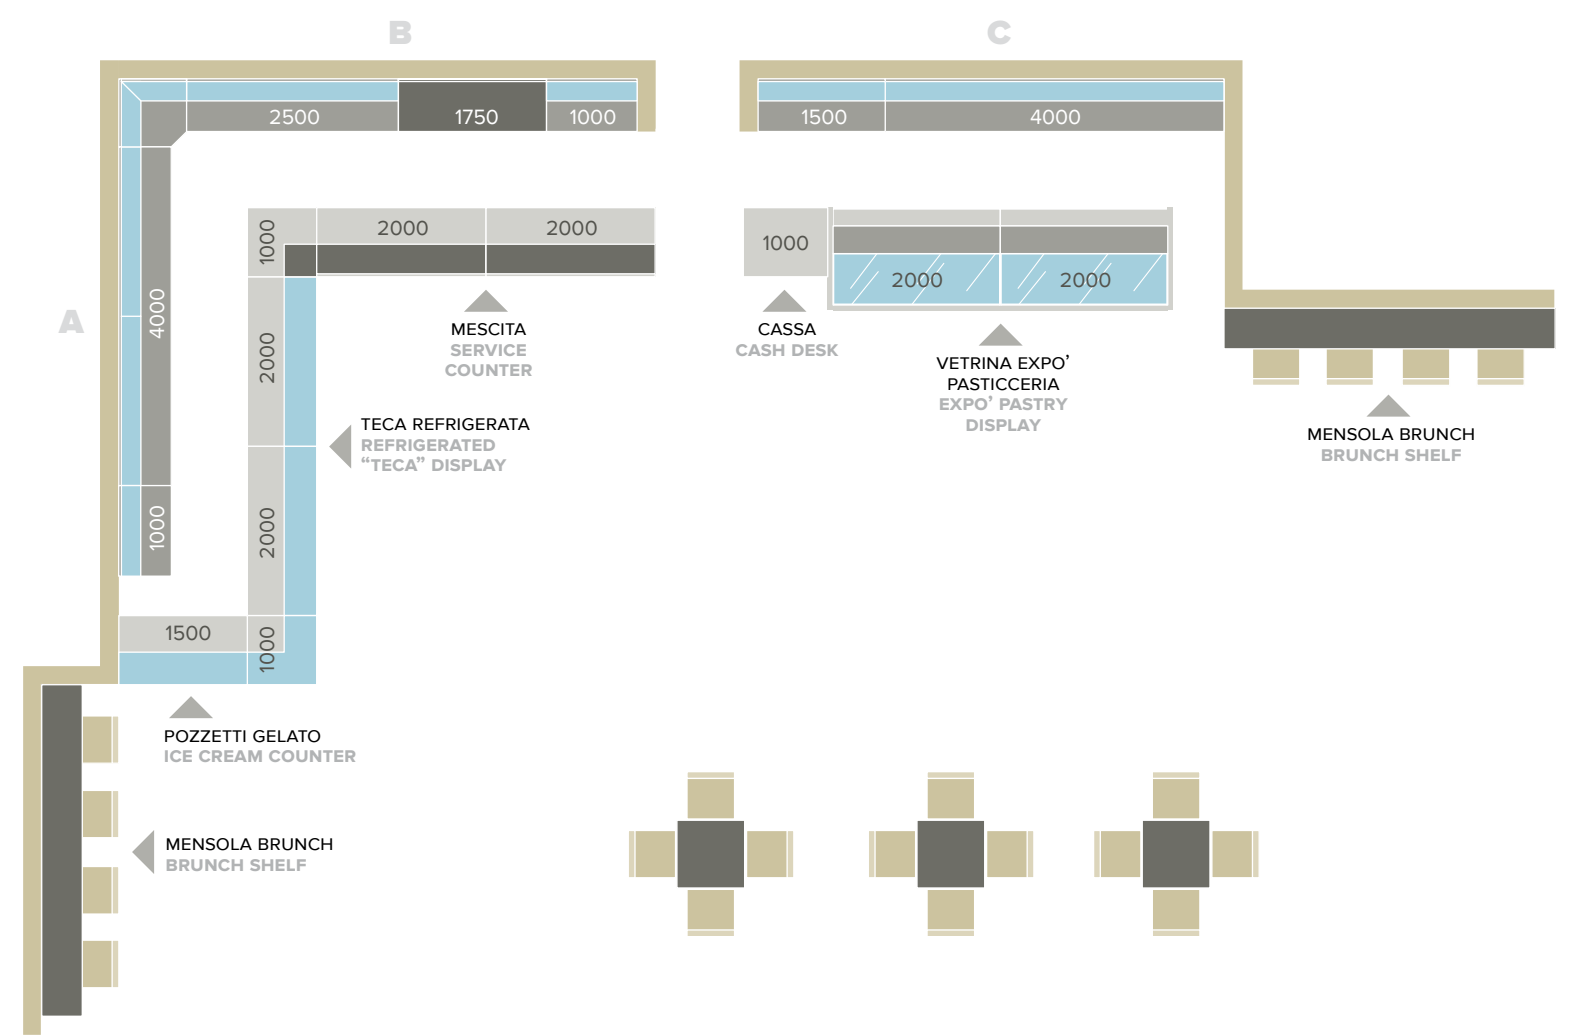 B
C
2500
1750
1000
1500
4000
A
4000
1000
1000
2000
2000
2000
2000
1000
1500
1000
2000
2000
MESCITA
SERVICE
COUNTER
CASSA
CASH DESK
VETRINA EXPO’
PASTICCERIA
EXPO’ PASTRY
DISPLAY
TECA REFRIGERATA
REFRIGERATED
“TECA” DISPLAY
MENSOLA BRUNCH
BRUNCH SHELF
POZZETTI GELATO
ICE CREAM COUNTER
MENSOLA BRUNCH
BRUNCH SHELF